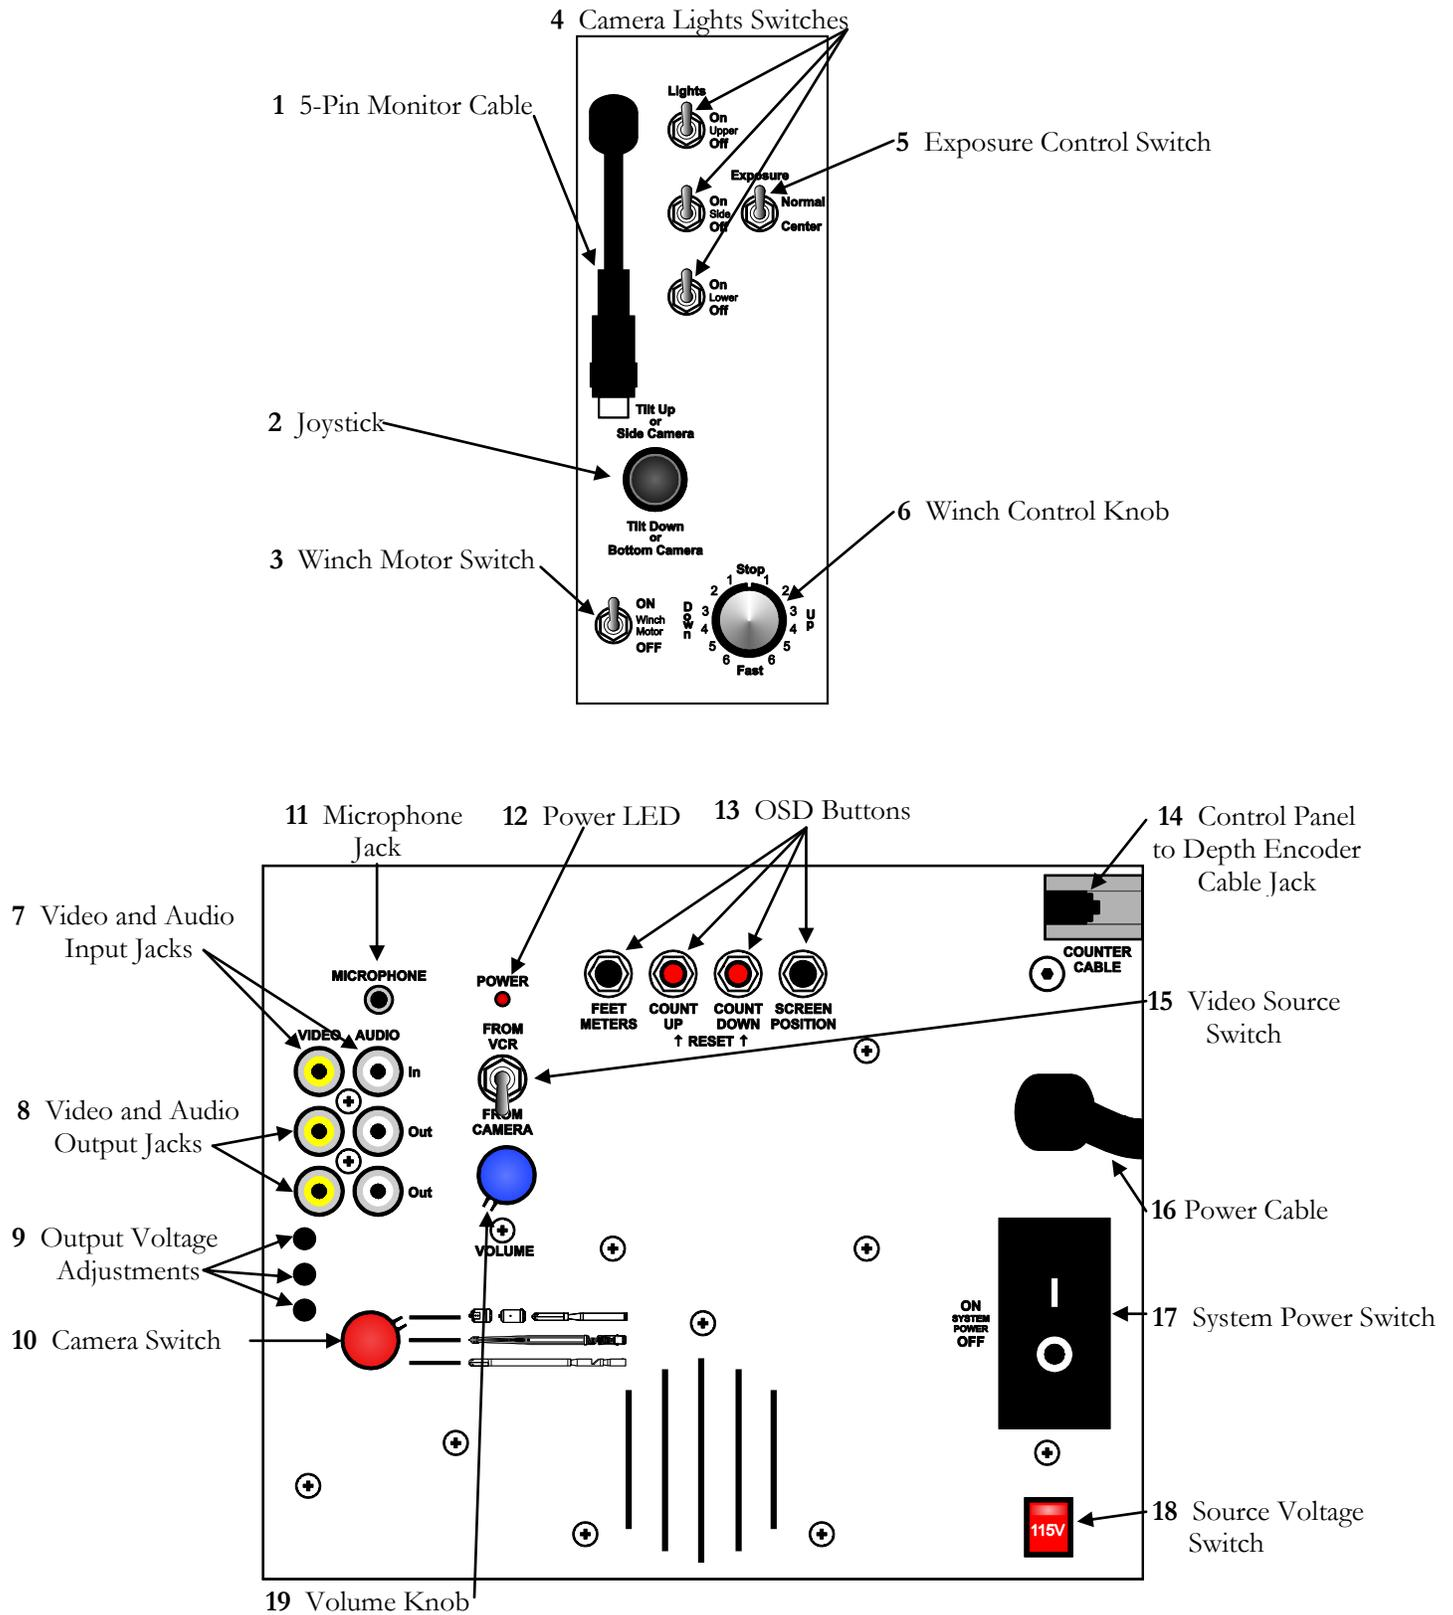 4 Camera Lights Switches
1 5-Pin Monitor Cable
Lights
On
Upper
Off
5 Exposure Control Switch
Exposure
On
Side
Off
Normal
Center
On
Lower
Off
2 Joystick
Tilt Up
or
Side Camera
Tilt Down
or
Bottom Camera
6 Winch Control Knob
3 Winch Motor Switch
ON
Winch
Motor
OFF
Stop
1 1
2 2
3 3
4 4
5 5
6 6
Down
Up
Fast
11 Microphone
Jack
12 Power LED
13 OSD Buttons
14 Control Panel
to Depth Encoder
Cable Jack
7 Video and Audio
Input Jacks
MICROPHONE
POWER
FEET
METERS
COUNT
UP
COUNT
DOWN
↑ RESET ↑
SCREEN
POSITION
COUNTER
CABLE
15 Video Source
Switch
VIDEO AUDIO
In
FROM
VCR
FROM
CAMERA
8 Video and Audio
Output Jacks
Out
Out
16 Power Cable
9 Output Voltage
Adjustments
VOLUME
10 Camera Switch
ON
SYSTEM
POWER
OFF
17 System Power Switch
115V
18 Source Voltage
Switch
19 Volume Knob